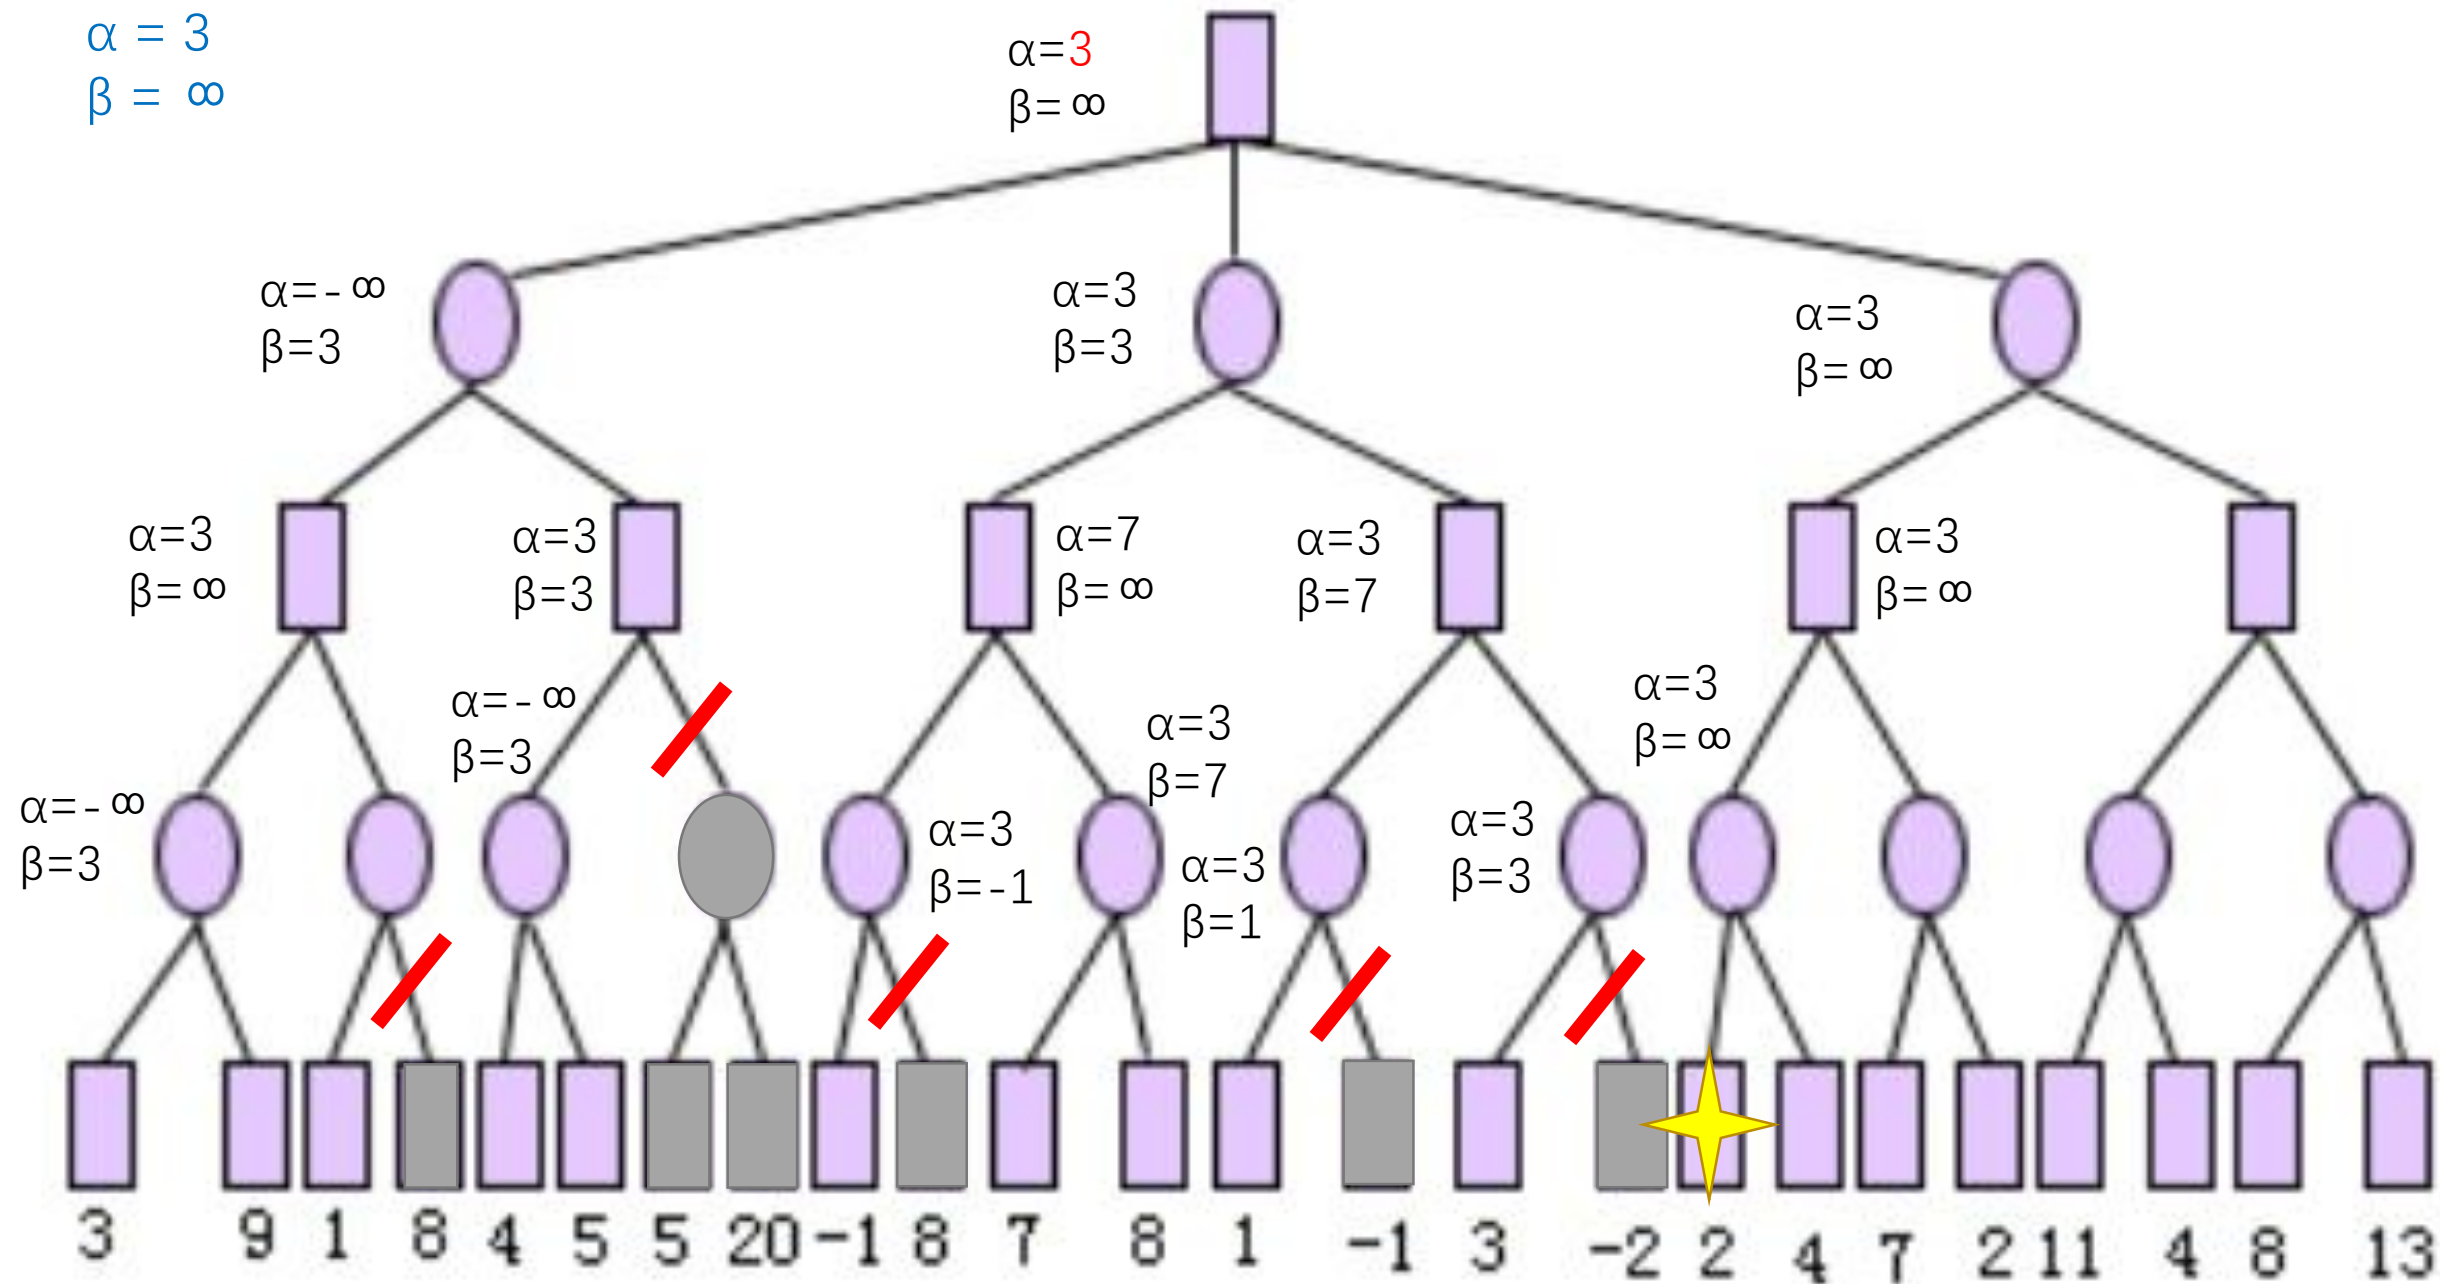 α = 3
β = ∞
α=3
β=∞
α=-∞
β=3
α=3
β=3
α=3
β=∞
α=3
β=∞
α=3
β=3
α=7
β=∞
α=3
β=7
α=3
β=∞
α=-∞
β=3
α=3
β=7
α=3
β=∞
α=-∞
β=3
α=3
β=-1
α=3
β=1
α=3
β=3
3 9 1 8 4 5 5 20 -1 8 7 8 1 -1 3 -2 2 4 7 2 11 4 8 13